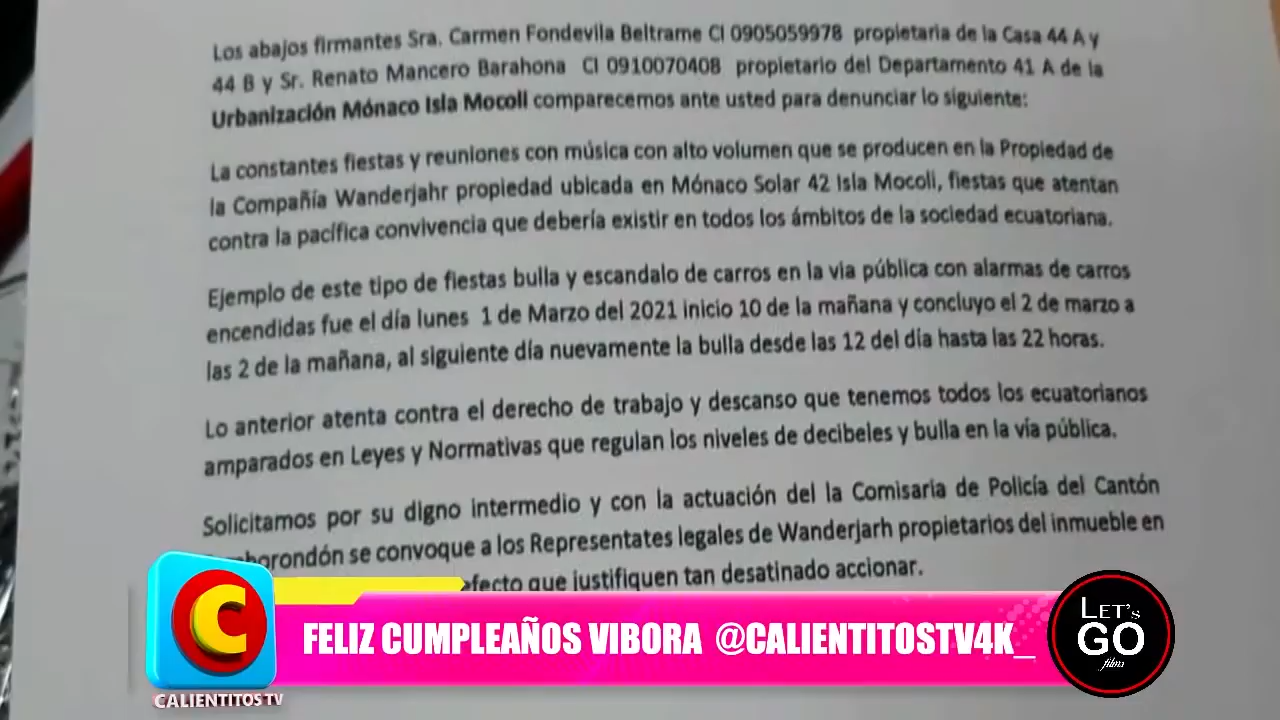 Los abajos firmantes Sra. Carmen Fondevila Beltrame CI 0905059978 propietaria de la Casa 44 A y
44 B y Sr. Renato Mancero Barahona CI 0910070408 propietario del Departamento 41 A de la
Urbanización Mónaco Isla Mocoli comparecemos ante usted para denunciar lo siguiente:
La constantes fiestas y reuniones con música con alto volumen que se producen en la Propiedad de
la Compañía Wanderjahr propiedad ubicada en Mónaco Solar 42 Isla Mocoli, fiestas que atentan
contra la pacífica convivencia que debería existir en todos los ámbitos de la sociedad ecuatoriana.
Ejemplo de este tipo de fiestas bulla y escandalo de carros en la via pública con alarmas de carros
encendidas fue el día lunes 1 de Marzo del 2021 inicio 10 de la mañana y concluyo el 2 de marzo a
las 2 de la mañana, al siguiente día nuevamente la bulla desde las 12 del día hasta las 22 horas.
Lo anterior atenta contra el derecho de trabajo y descanso que tenemos todos los ecuatorianos
amparados en Leyes y Normativas que regulan los niveles de decibeles y bulla en la vía pública.
Solicitamos por su digno intermedio y con la actuación del la Comisaria de Policía del Cantón
se convoque a los Representates legales de Wanderjarh propietarios del inmueble en
que justifiquen tan desatinado accionar.
C
FELIZ CUMPLEAÑOS VIBORA @CALIENTITOSTV4K_
LET'S
GO
film
CALIENTITOS TV